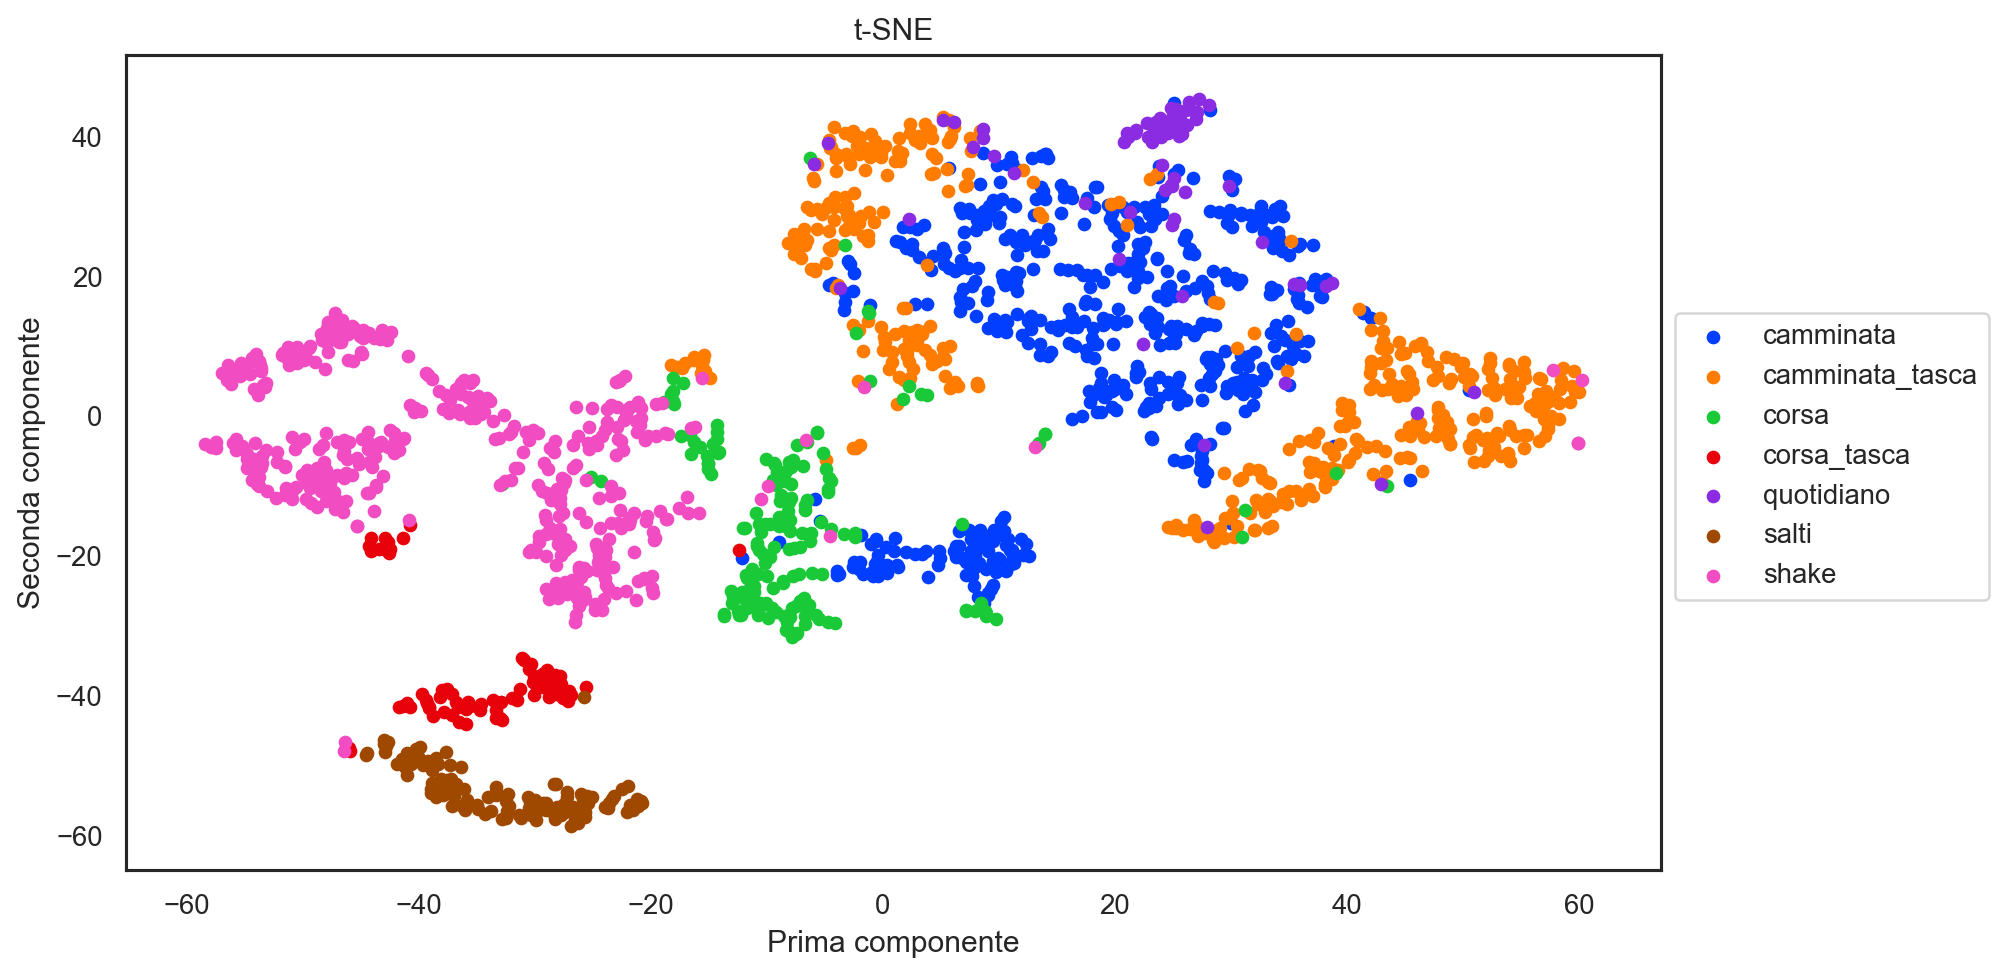 t-SNE
40
20
0
−20
−40
−60
Seconda componente
−60
−40
−20
0
20
40
60
Prima componente
camminata
camminata_tasca
corsa
corsa_tasca
quotidiano
salti
shake